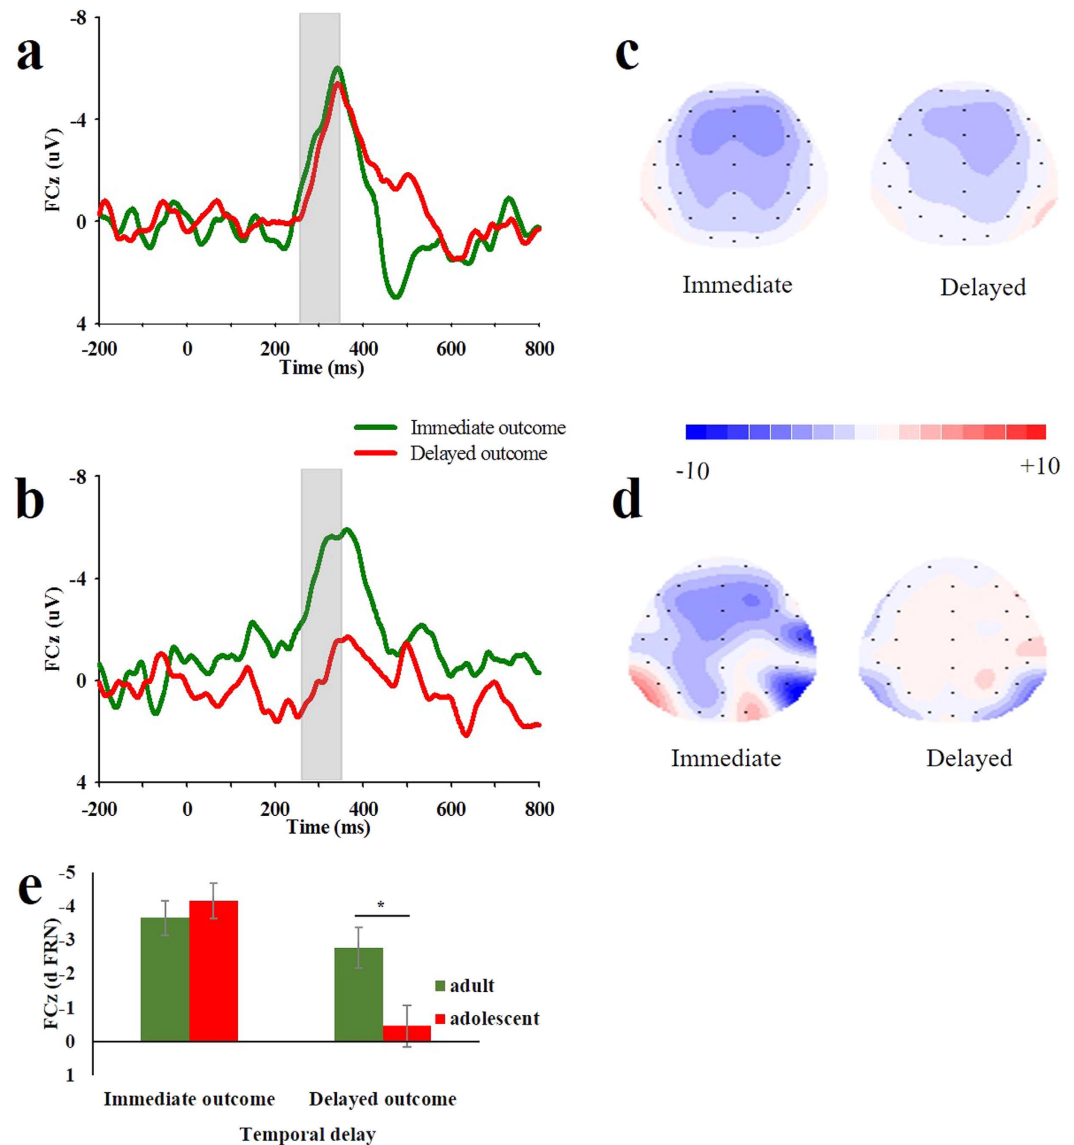 a
-8
-4
0
4
FCz (uV)
-200 0 200 400 600 800
Time (ms)
c
Immediate Delayed
Immediate outcome
Delayed outcome
-10 +10
b
-8
-4
0
4
FCz (uV)
-200 0 200 400 600 800
Time (ms)
d
Immediate Delayed
e
-5
-4
-3
-2
-1
0
1
FCz (d FRN)
*
adult
adolescent
Immediate outcome Delayed outcome
Temporal delay